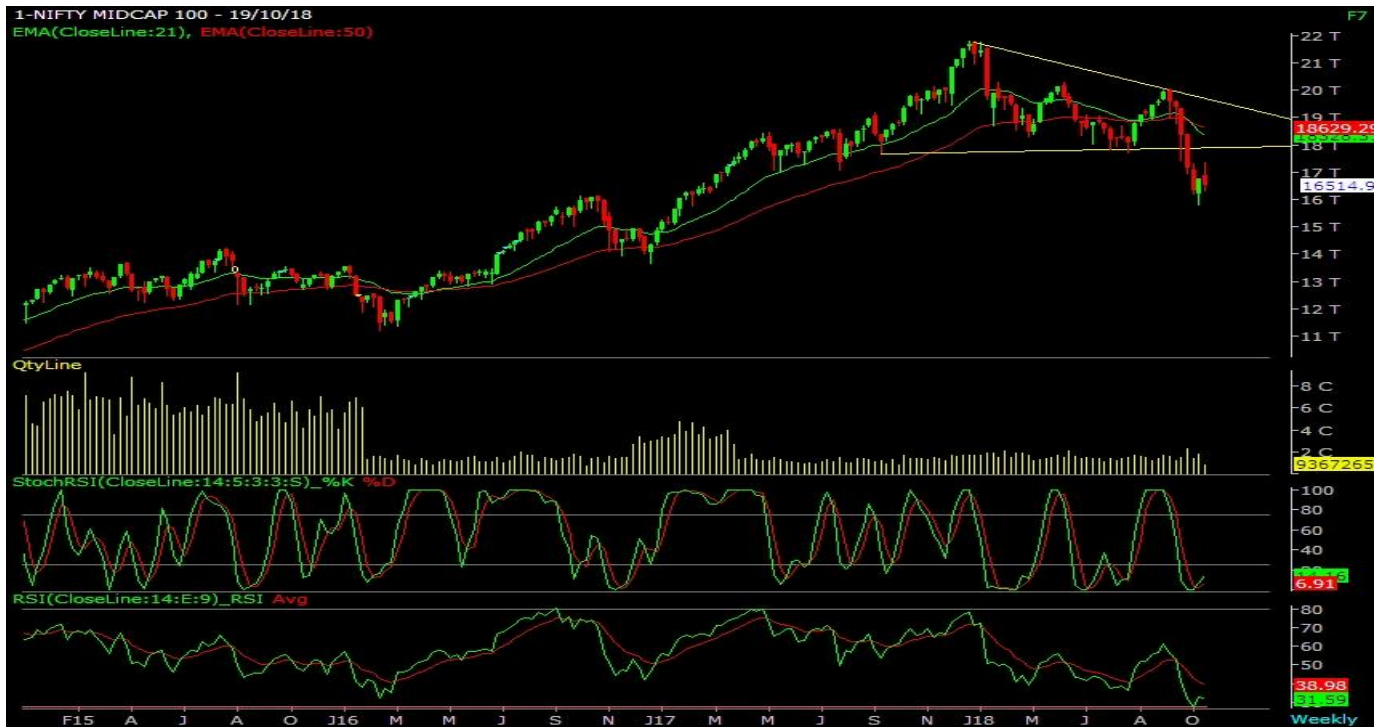 1-NIFTY MIDCAP 100 - 19/10/18
F7
EMA(CloseLine:21), EMA(CloseLine:50)
22 T
21 T
20 T
19 T
18629.29
18 T
17 T
16514.9
16 T
15 T
14 T
13 T
12 T
11 T
QtyLine
8 C
6 C
4 C
2 C
9367265
StochRSI(CloseLine:14:5:3:3:S)_%K %D
100
80
60
40
6.91
RSI(CloseLine:14:E:9)_RSI Avg
80
70
60
50
38.98
31.59
F15 A J A O J16 M M J S N J17 M M J S N J18 M J A O
Weekly